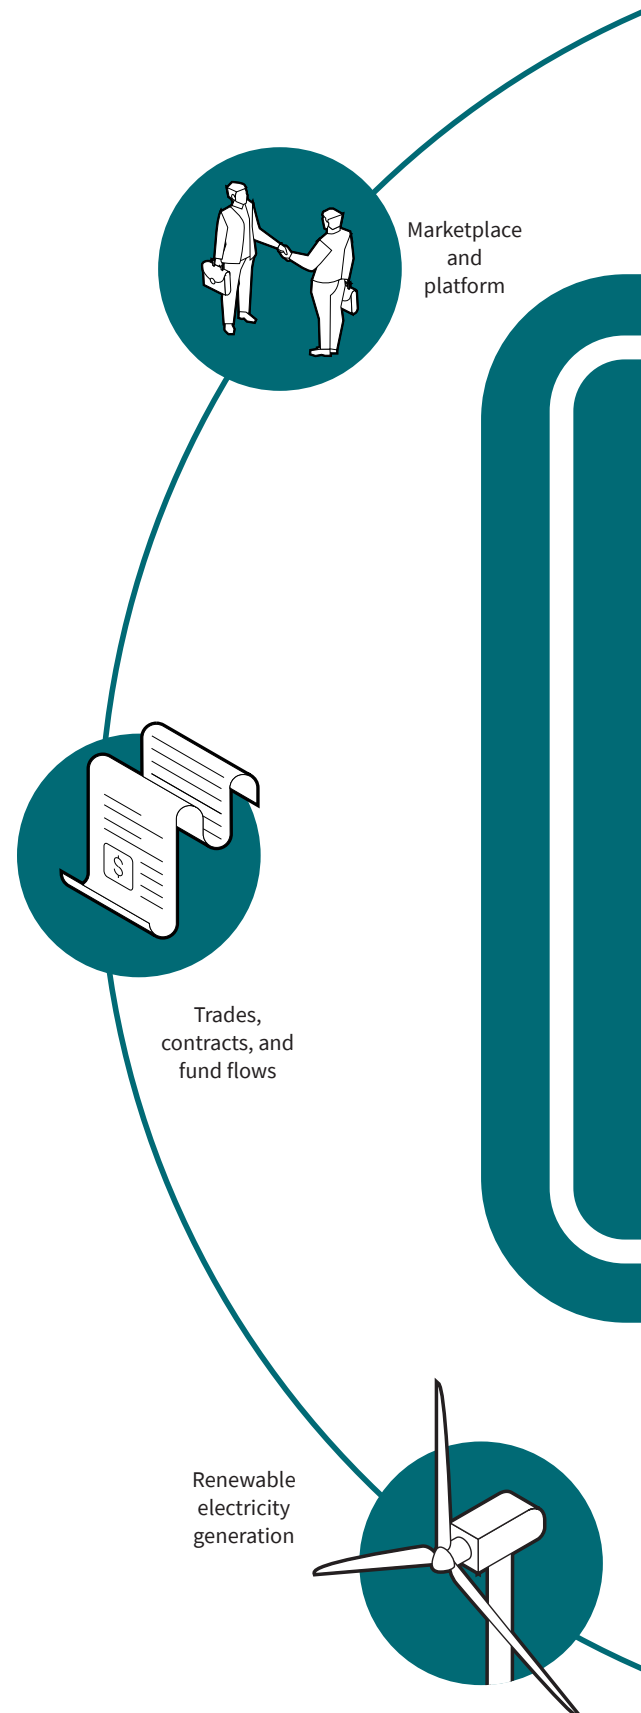 Marketplace
and
platform
$
Trades,
contracts, and
fund flows
Renewable
electricity
generation